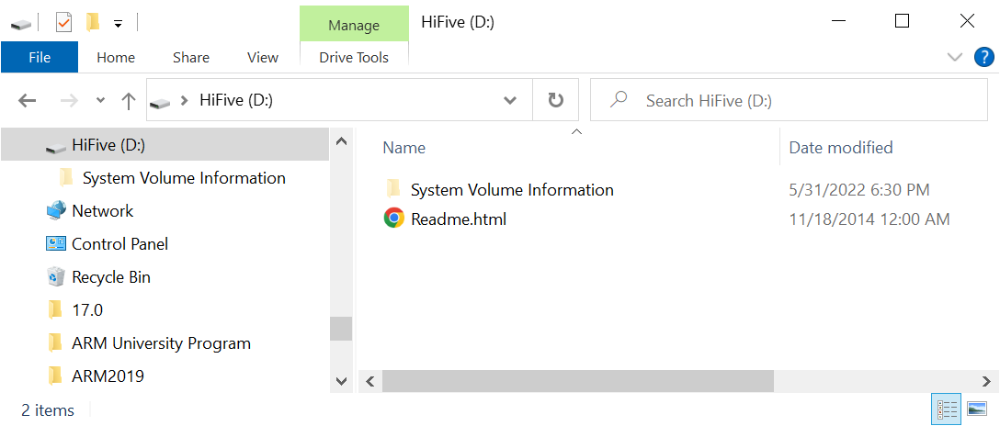 Manage
HiFive (D:)
File
Home
Share
View
Drive Tools
?
HiFive (D:)
Search HiFive (D:)
HiFive (D:)
System Volume Information
Network
Control Panel
Recycle Bin
17.0
ARM University Program
ARM2019
Name
Date modified
System Volume Information
5/31/2022 6:30 PM
Readme.html
11/18/2014 12:00 AM
2 items